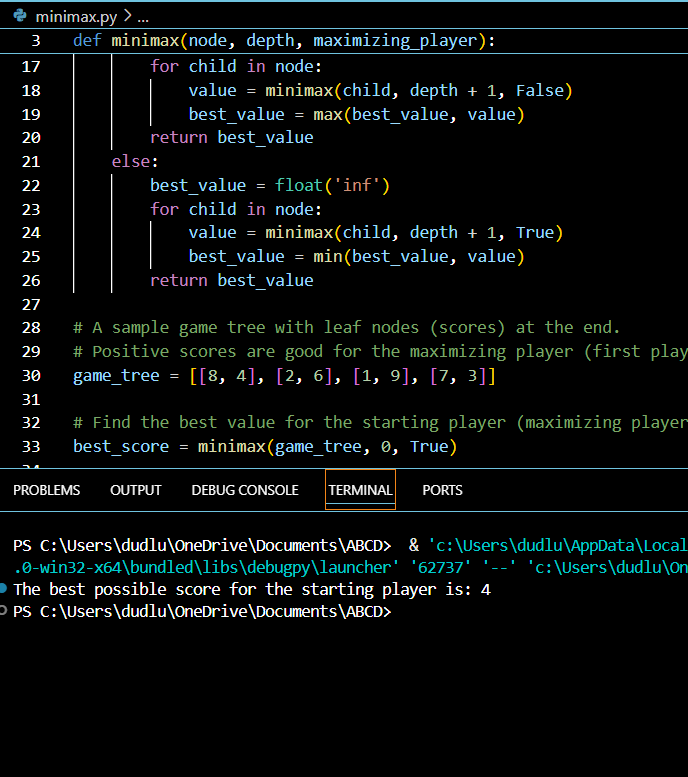 minimax.py > ...
3 def minimax(node, depth, maximizing_player):
17 for child in node:
18 value = minimax(child, depth + 1, False)
19 best_value = max(best_value, value)
20 return best_value
21 else:
22 best_value = float('inf')
23 for child in node:
24 value = minimax(child, depth + 1, True)
25 best_value = min(best_value, value)
26 return best_value
27
28 # A sample game tree with leaf nodes (scores) at the end.
29 # Positive scores are good for the maximizing player (first play
30 game_tree = [[8, 4], [2, 6], [1, 9], [7, 3]]
31
32 # Find the best value for the starting player (maximizing player
33 best_score = minimax(game_tree, 0, True)
34
PROBLEMS OUTPUT DEBUG CONSOLE TERMINAL PORTS
PS C:\Users\dudlu\OneDrive\Documents\ABCD> & 'c:\Users\dudlu\AppData\Local
.0-win32-x64\bundled\libs\debugpy\launcher' '62737' '--' 'c:\Users\dudlu\On
The best possible score for the starting player is: 4
PS C:\Users\dudlu\OneDrive\Documents\ABCD>